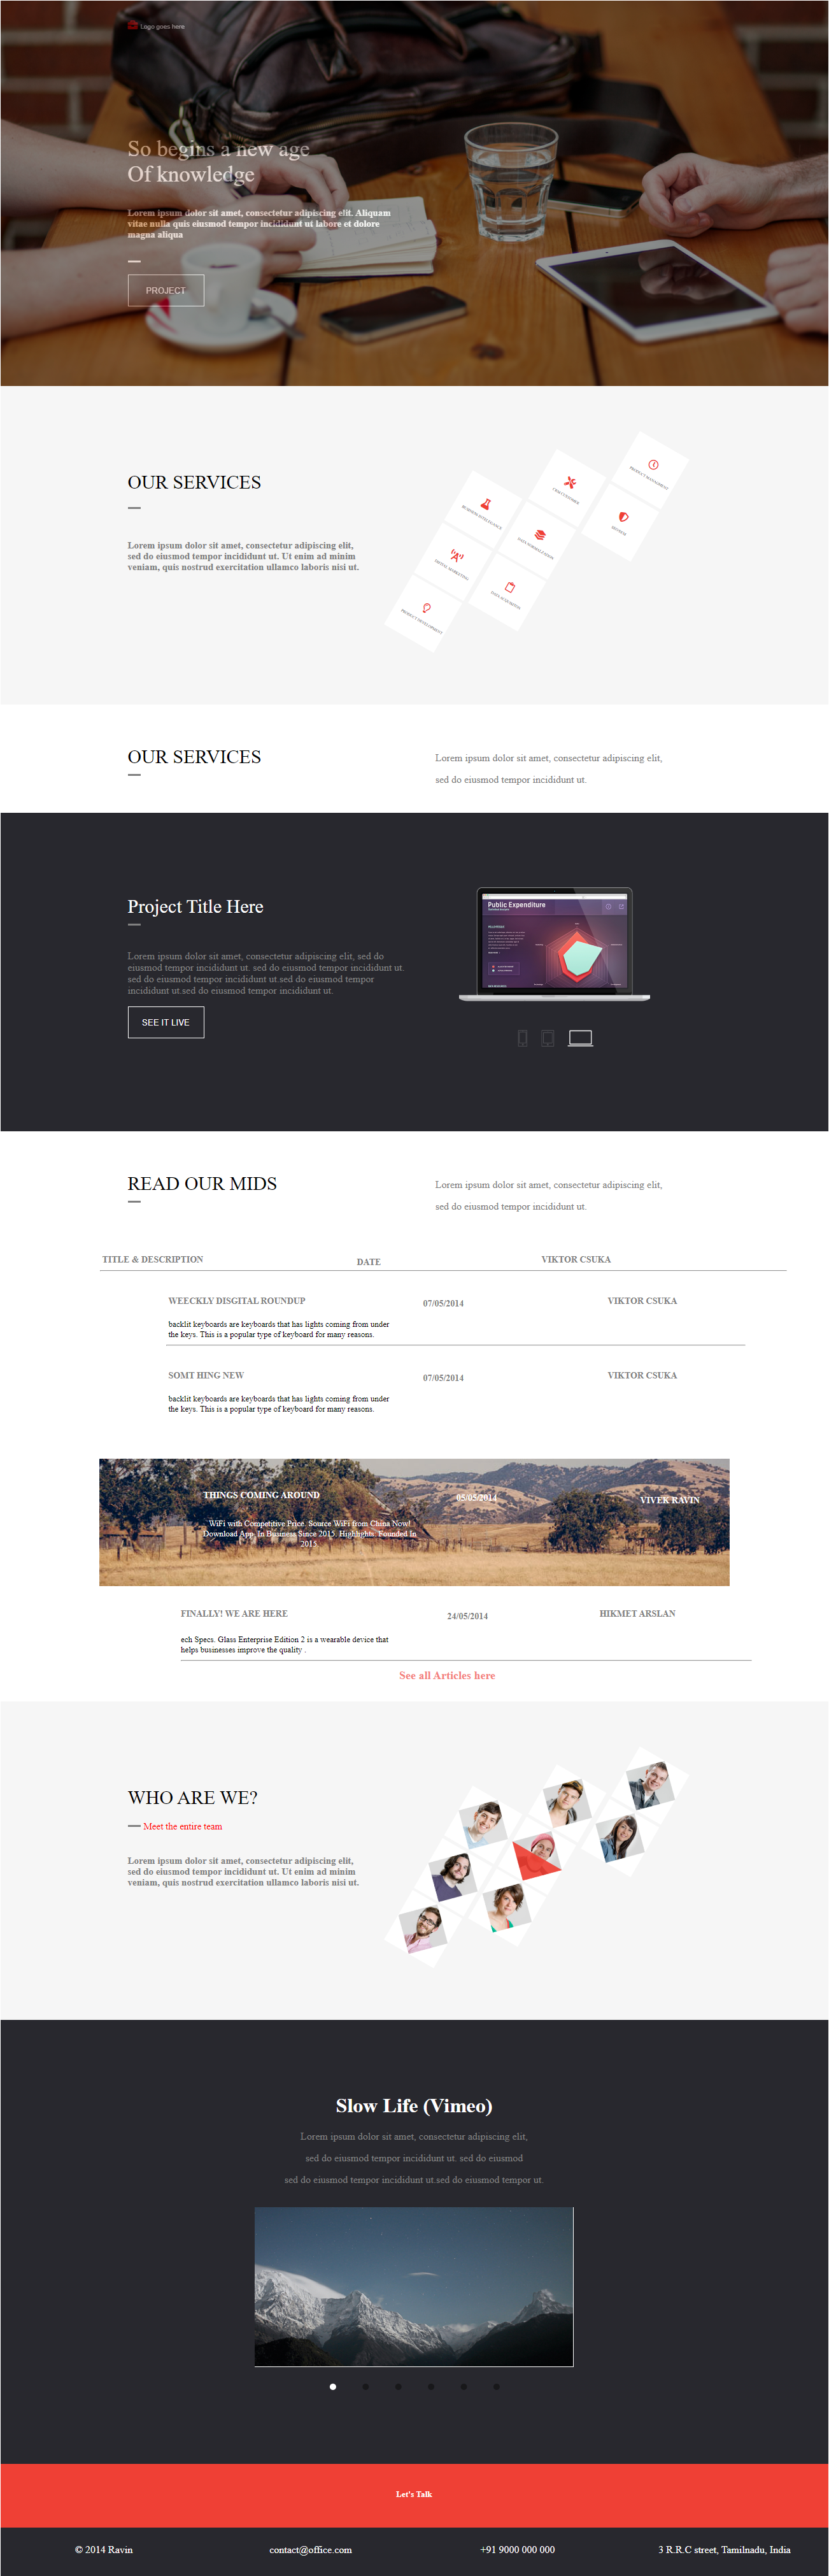 Logo goes here
So begins a new age
Of knowledge
Lorem ipsum dolor sit amet, consectetur adipiscing elit. Aliquam
vitae nulla quis eiusmod tempor incididunt ut labore et dolore
magna aliqua
PROJECT
OUR SERVICES
Lorem ipsum dolor sit amet, consectetur adipiscing elit,
sed do eiusmod tempor incididunt ut. Ut enim ad minim
veniam, quis nostrud exercitation ullamco laboris nisi ut.
PRODUCT MANAGMENT
CRM CUSTOMER
DATA NORMALIZATION
DIGITAL MARKETING
PRODUCT DEVELOPMENT
OUR SERVICES
Lorem ipsum dolor sit amet, consectetur adipiscing elit,
sed do eiusmod tempor incididunt ut.
Project Title Here
Lorem ipsum dolor sit amet, consectetur adipiscing elit, sed do
eiusmod tempor incididunt ut. sed do eiusmod tempor incididunt ut.
sed do eiusmod tempor incididunt ut.sed do eiusmod tempor
incididunt ut.sed do eiusmod tempor incididunt ut.
SEE IT LIVE
Public Expenditure
READ OUR MIDS
Lorem ipsum dolor sit amet, consectetur adipiscing elit,
sed do eiusmod tempor incididunt ut.
TITLE & DESCRIPTION DATE VIKTOR CSUKA
WEECKLY DISGITAL ROUNDUP 07/05/2014 VIKTOR CSUKA
backlit keyboards are keyboards that has lights coming from under
the keys. This is a popular type of keyboard for many reasons.
SOMT HING NEW 07/05/2014 VIKTOR CSUKA
backlit keyboards are keyboards that has lights coming from under
the keys. This is a popular type of keyboard for many reasons.
THINGS COMING AROUND 05/05/2014 VIVEK RAVIN
WiFi with Competitive Price. Source WiFi from China Now!
Download App. In Business Since 2015. Highlights: Founded In
2015.
FINALLY! WE ARE HERE 24/05/2014 HIKMET ARSLAN
ech Specs. Glass Enterprise Edition 2 is a wearable device that
helps businesses improve the quality .
See all Articles here
WHO ARE WE?
Meet the entire team
Lorem ipsum dolor sit amet, consectetur adipiscing elit,
sed do eiusmod tempor incididunt ut. Ut enim ad minim
veniam, quis nostrud exercitation ullamco laboris nisi ut.
Slow Life (Vimeo)
Lorem ipsum dolor sit amet, consectetur adipiscing elit,
sed do eiusmod tempor incididunt ut. sed do eiusmod
sed do eiusmod tempor incididunt ut.sed do eiusmod tempor ut.
Let's Talk
© 2014 Ravin contact@office.com +91 9000 000 000 3 R.R.C street, Tamilnadu, India